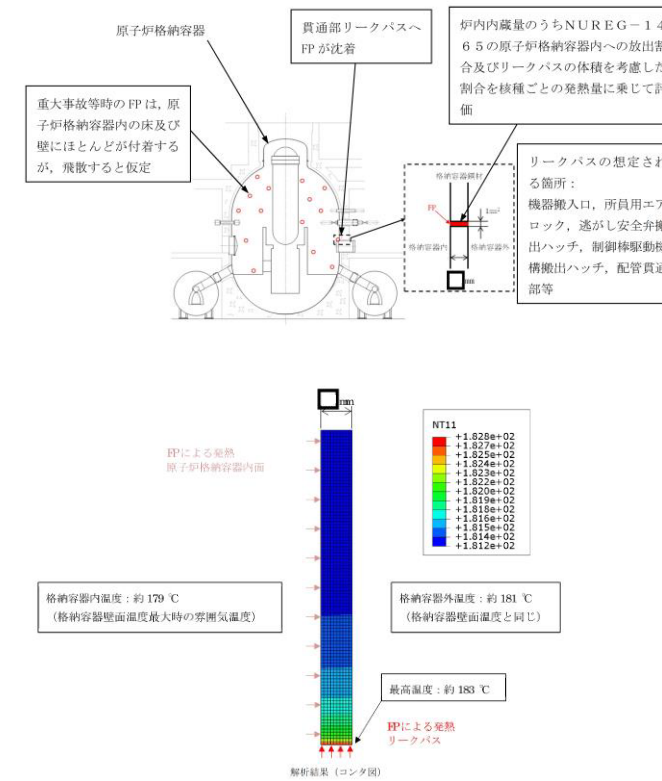 原子炉格納容器
貫通部リークパスへ
FP が沈着
炉内内蔵量のうちNUREG-14
65の原子炉格納容器内への放出割
合及びリークパスの体積を考慮した
割合を核種ごとの発熱量に乗じて評
価
重大事故等時の FP は，原
子炉格納容器内の床及び
壁にほとんどが付着する
が，飛散すると仮定
リークパスの想定され
る箇所：
機器搬入口，所員用エア
ロック，逃がし安全弁搬
出ハッチ，制御棒駆動機
構搬出ハッチ，配管貫通
部等
格納容器鋼材
FP
1mm²
格納容器内
格納容器外
mm
mm
FPによる発熱
原子炉格納容器内面
NT11
+1.828e+02
+1.827e+02
+1.825e+02
+1.824e+02
+1.823e+02
+1.822e+02
+1.820e+02
+1.819e+02
+1.818e+02
+1.816e+02
+1.815e+02
+1.814e+02
+1.812e+02
格納容器内温度：約 179 ℃
（格納容器壁面温度最大時の雰囲気温度）
格納容器外温度：約 181 ℃
（格納容器壁面温度と同じ）
最高温度：約 183 ℃
FPによる発熱
リークパス
解析結果（コンタ図）